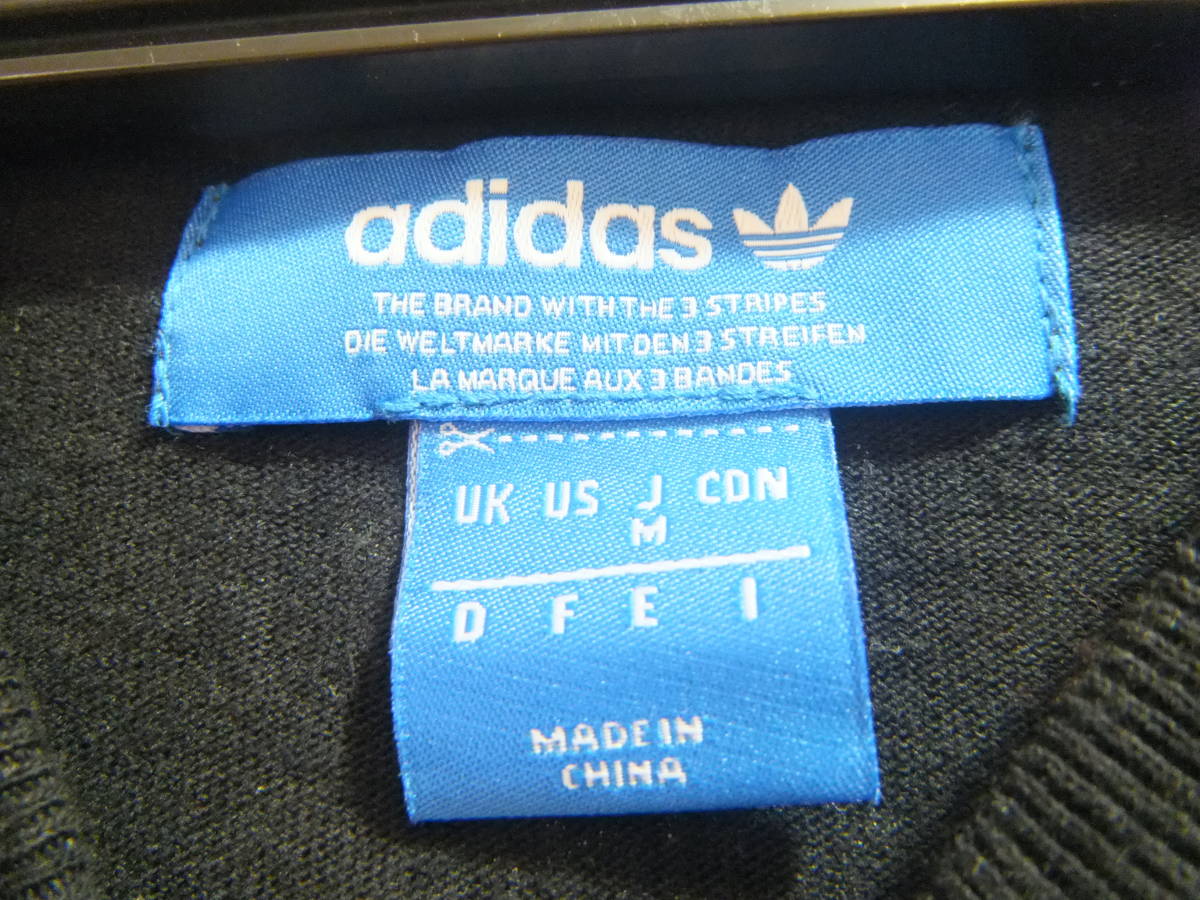 adidas
THE BRAND WITH THE 3 STRIPES
DIE WELTMARKE MIT DEN 3 STREIFEN
LA MARQUE AUX 3 BANDES
UK US J CDN
M
D F E I
MADE IN
CHINA